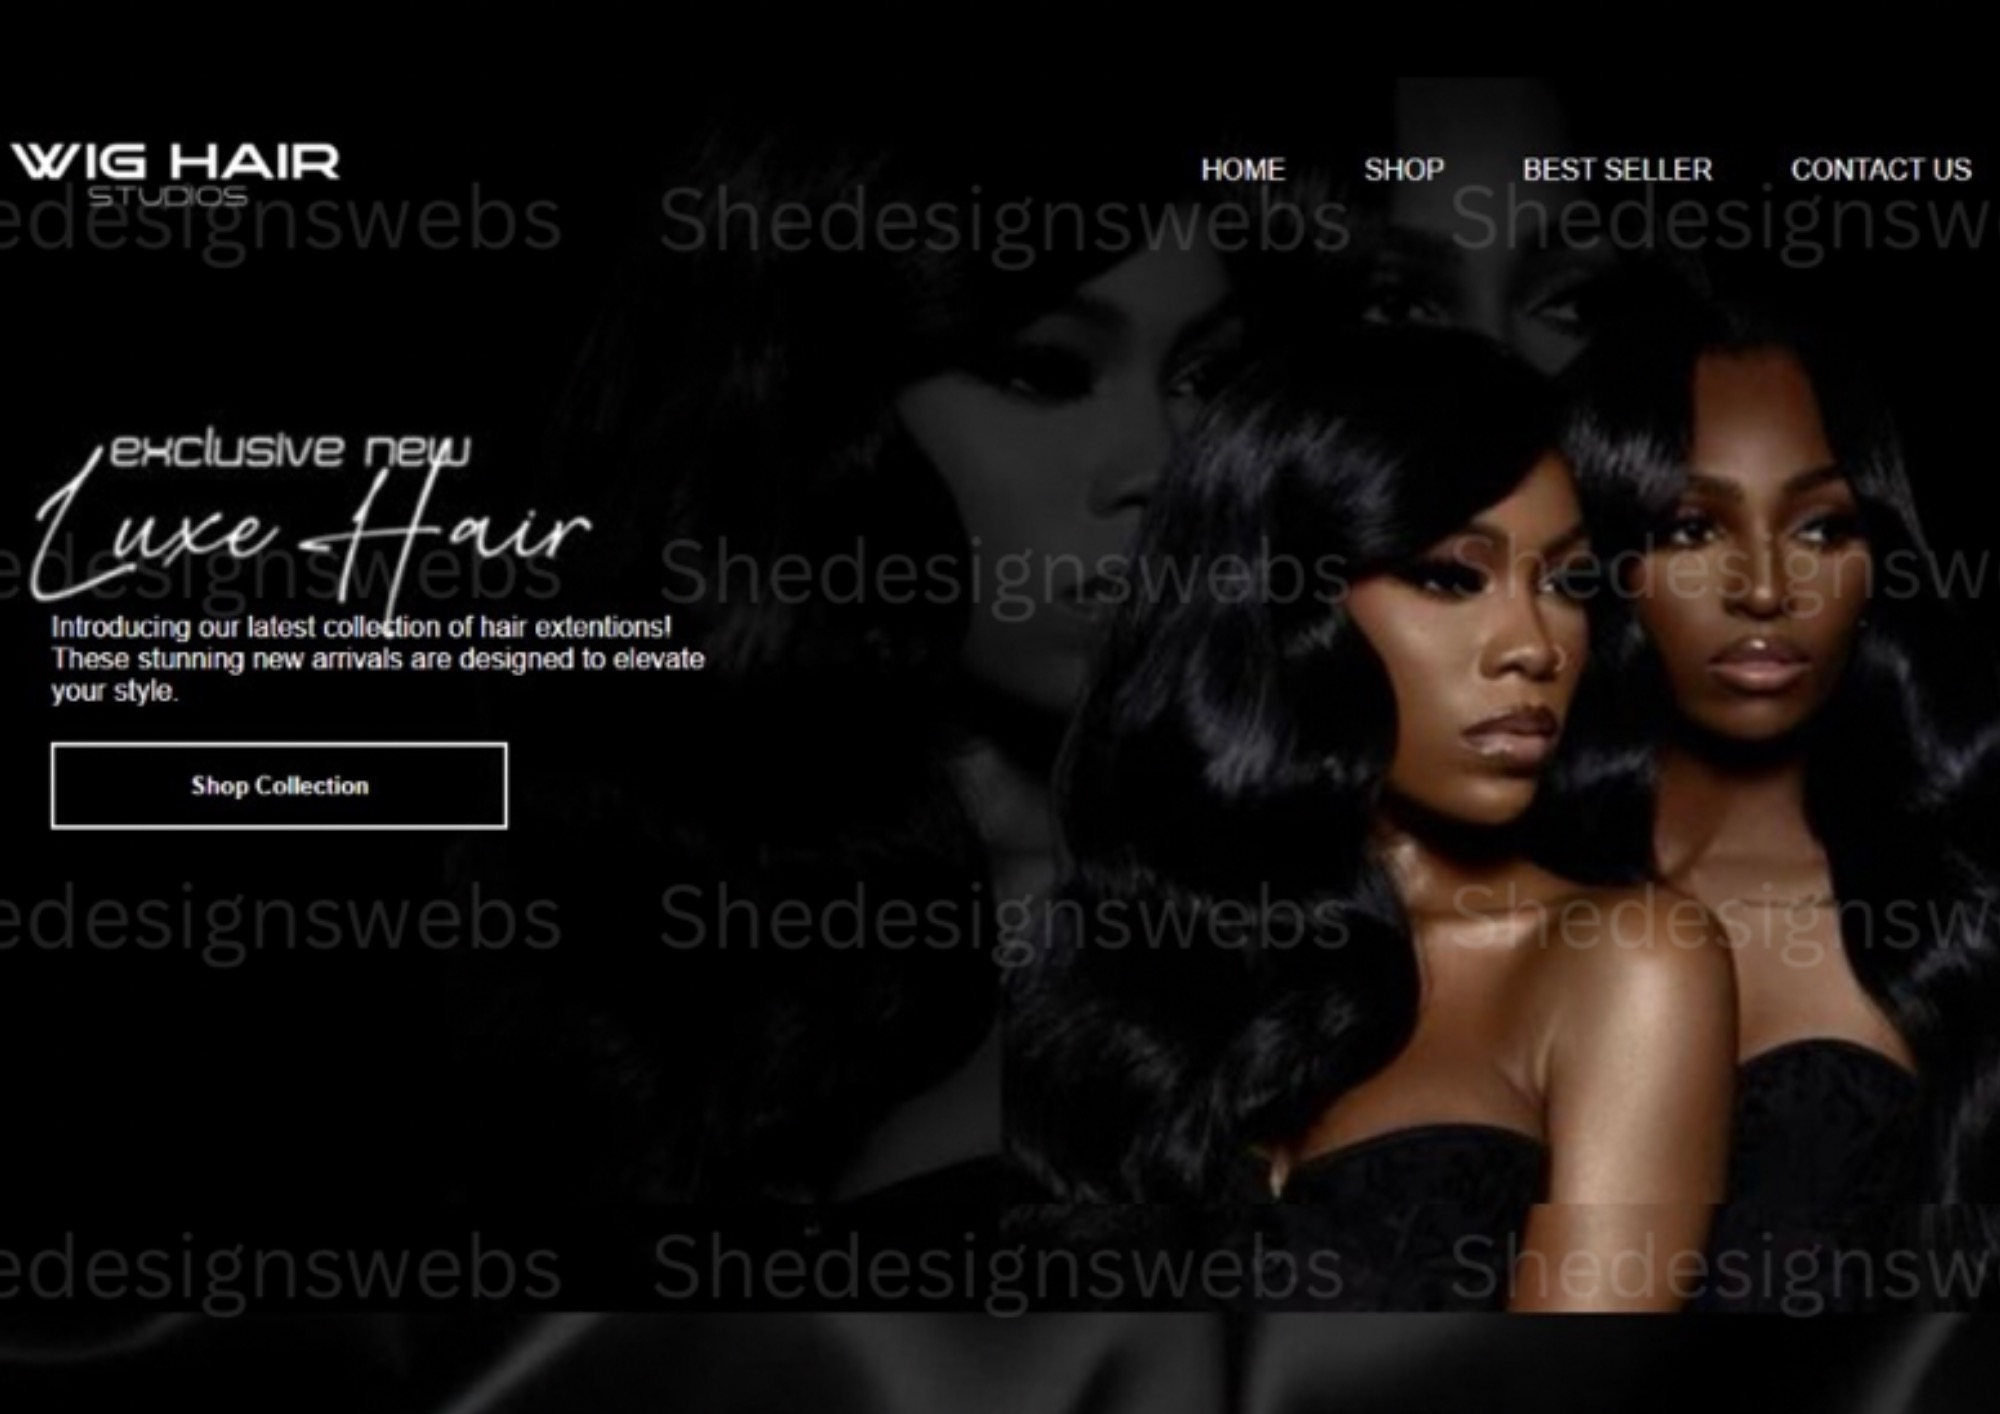 WIG HAIR
STUDIOS
HOME SHOP BEST SELLER CONTACT US
edesignswebs Shedesignswebs Shedesignsw
exclusive new
Luxe Hair
edesignswebs Shedesignswebs Shedesignsw
Introducing our latest collection of hair extentions!
These stunning new arrivals are designed to elevate
your style.
Shop Collection
edesignswebs Shedesignswebs Shedesignsw
edesignswebs Shedesignswebs Shedesignsw